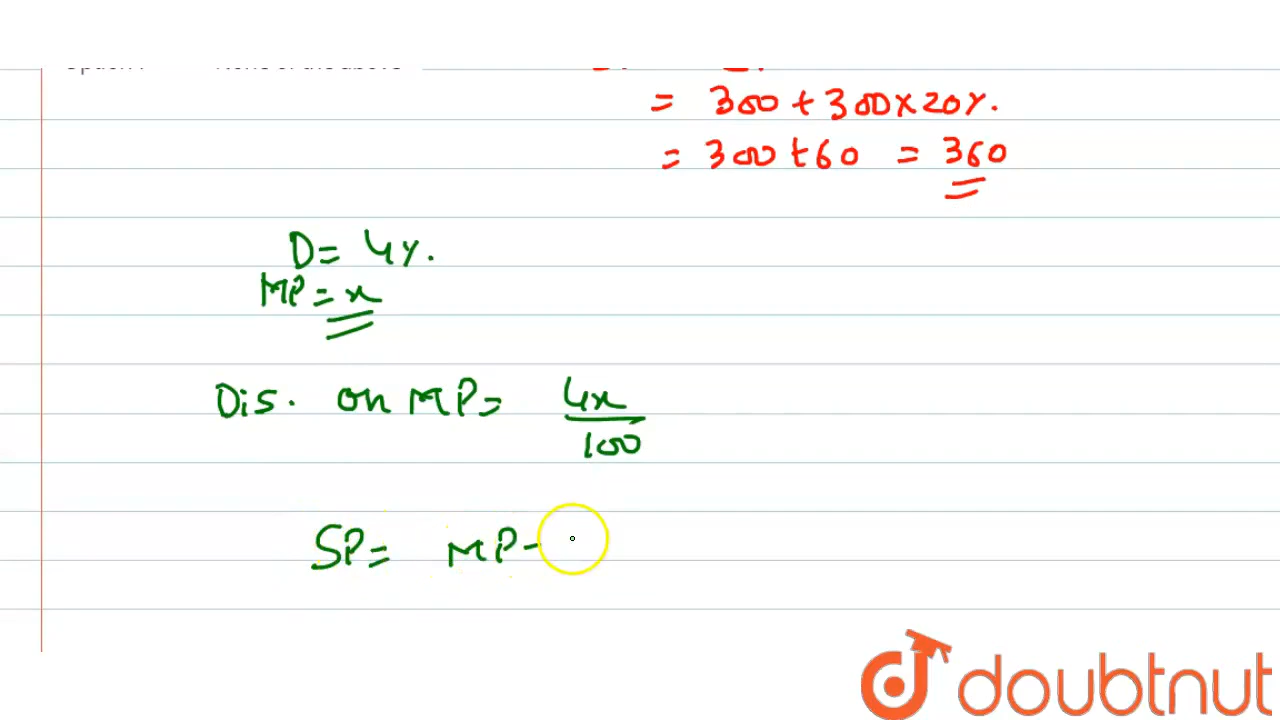 = 300 + 300 x 20%.
= 300 + 60 = 360
D = 4%.
MP = x
Dis. on MP = 4x
100
SP = MP -
doubtnut